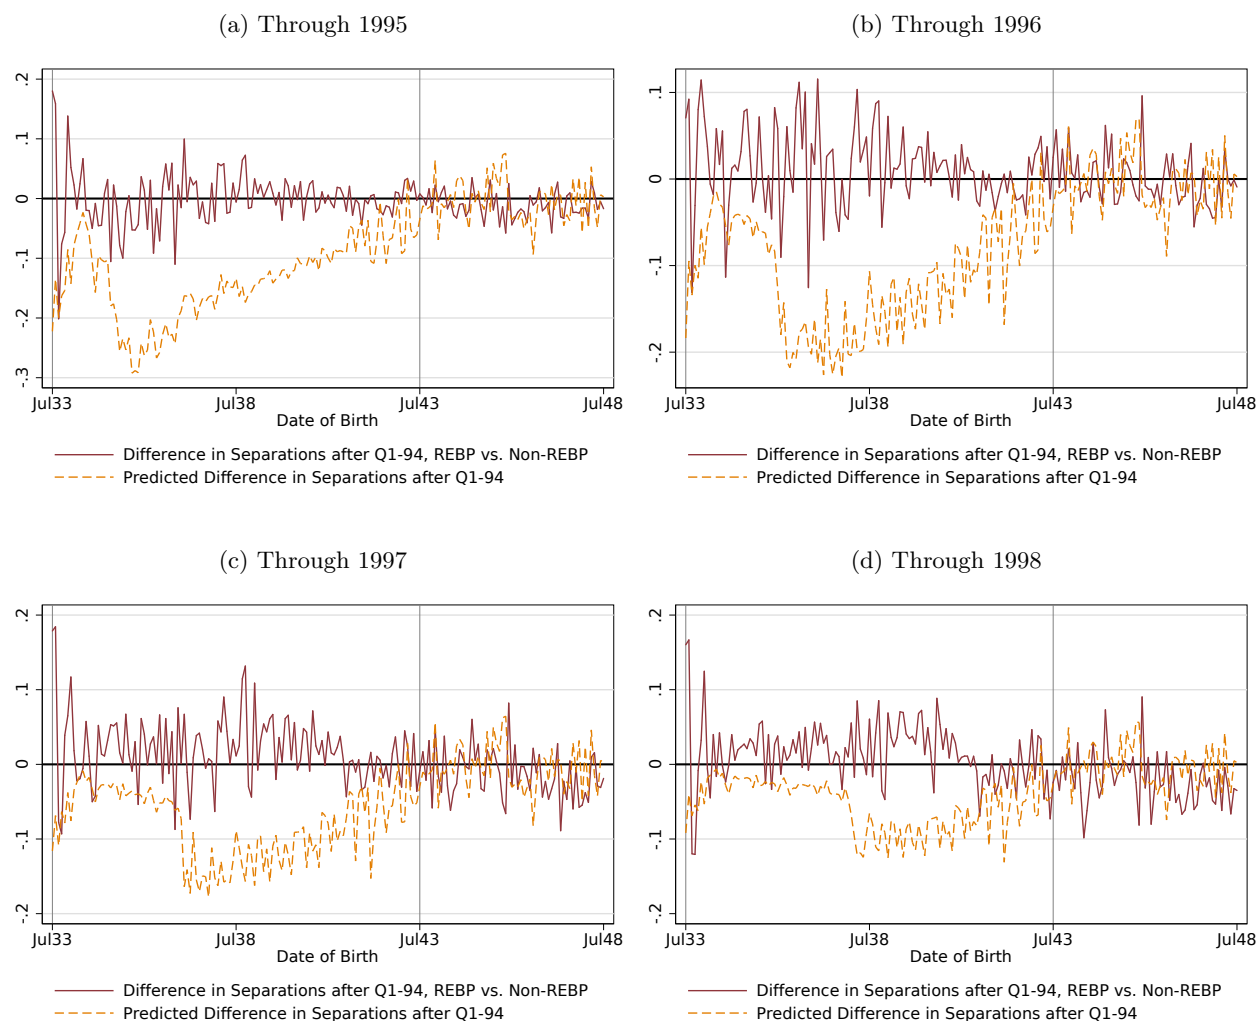 (a) Through 1995
.2
.1
0
-.1
-.2
-.3
Jul33
Jul38
Jul43
Jul48
Date of Birth
Difference in Separations after Q1-94, REBP vs. Non-REBP
Predicted Difference in Separations after Q1-94
(b) Through 1996
0.1
0
-.1
-.2
Jul33
Jul38
Jul43
Jul48
Date of Birth
Difference in Separations after Q1-94, REBP vs. Non-REBP
Predicted Difference in Separations after Q1-94
(c) Through 1997
.2
.1
0
-.1
-.2
Jul33
Jul38
Jul43
Jul48
Date of Birth
Difference in Separations after Q1-94, REBP vs. Non-REBP
Predicted Difference in Separations after Q1-94
(d) Through 1998
.2
.1
0
-.1
-.2
Jul33
Jul38
Jul43
Jul48
Date of Birth
Difference in Separations after Q1-94, REBP vs. Non-REBP
Predicted Difference in Separations after Q1-94